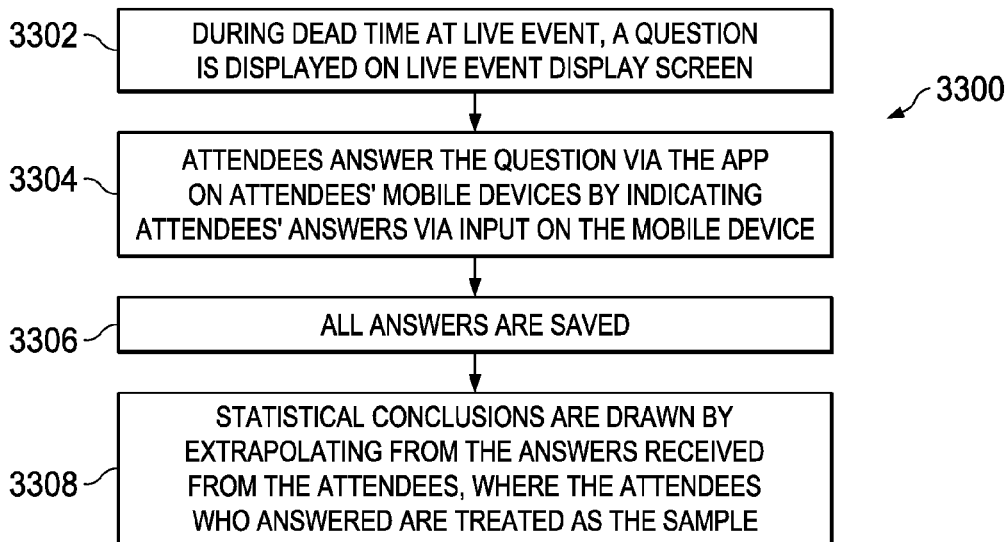 3302
DURING DEAD TIME AT LIVE EVENT, A QUESTION
IS DISPLAYED ON LIVE EVENT DISPLAY SCREEN
3300
3304
ATTENDEES ANSWER THE QUESTION VIA THE APP
ON ATTENDEES' MOBILE DEVICES BY INDICATING
ATTENDEES' ANSWERS VIA INPUT ON THE MOBILE DEVICE
3306
ALL ANSWERS ARE SAVED
3308
STATISTICAL CONCLUSIONS ARE DRAWN BY
EXTRAPOLATING FROM THE ANSWERS RECEIVED
FROM THE ATTENDEES, WHERE THE ATTENDEES
WHO ANSWERED ARE TREATED AS THE SAMPLE